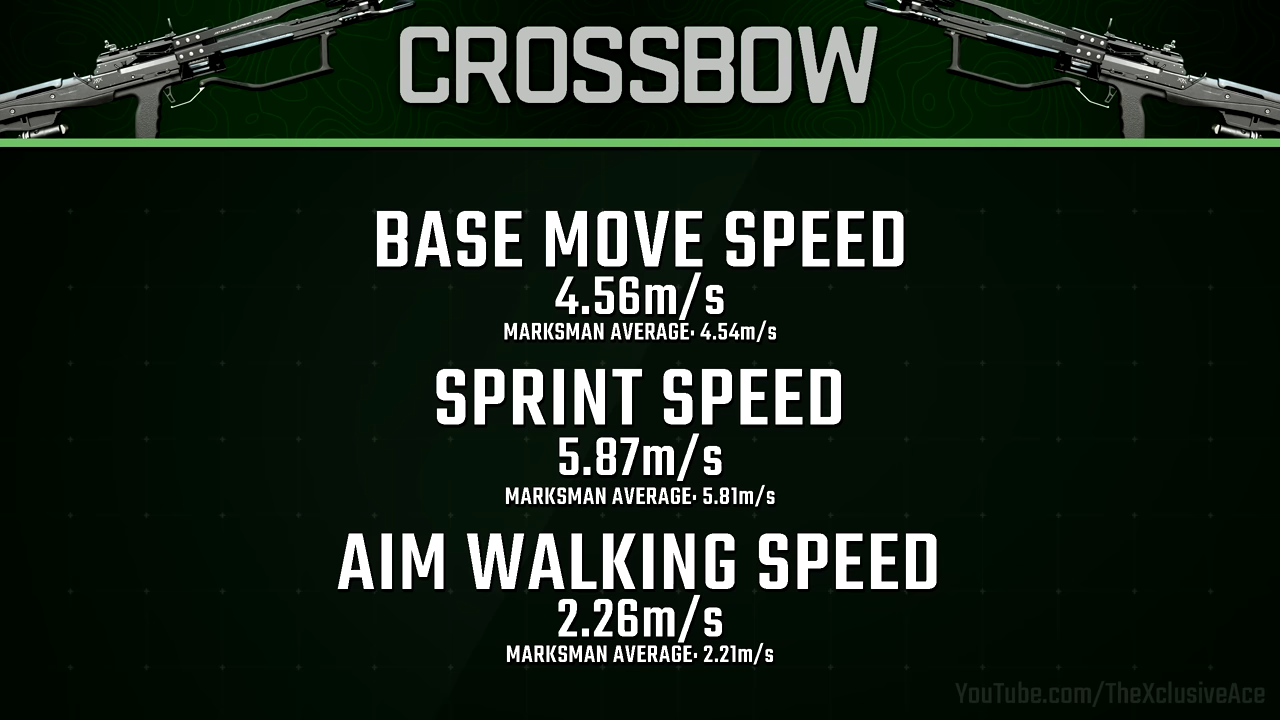 CROSSBOW
BASE MOVE SPEED
4.56m/s
MARKSMAN AVERAGE: 4.54m/s
SPRINT SPEED
5.87m/s
MARKSMAN AVERAGE: 5.81m/s
AIM WALKING SPEED
2.26m/s
MARKSMAN AVERAGE: 2.21m/s
YouTube.com/TheXclusiveAce